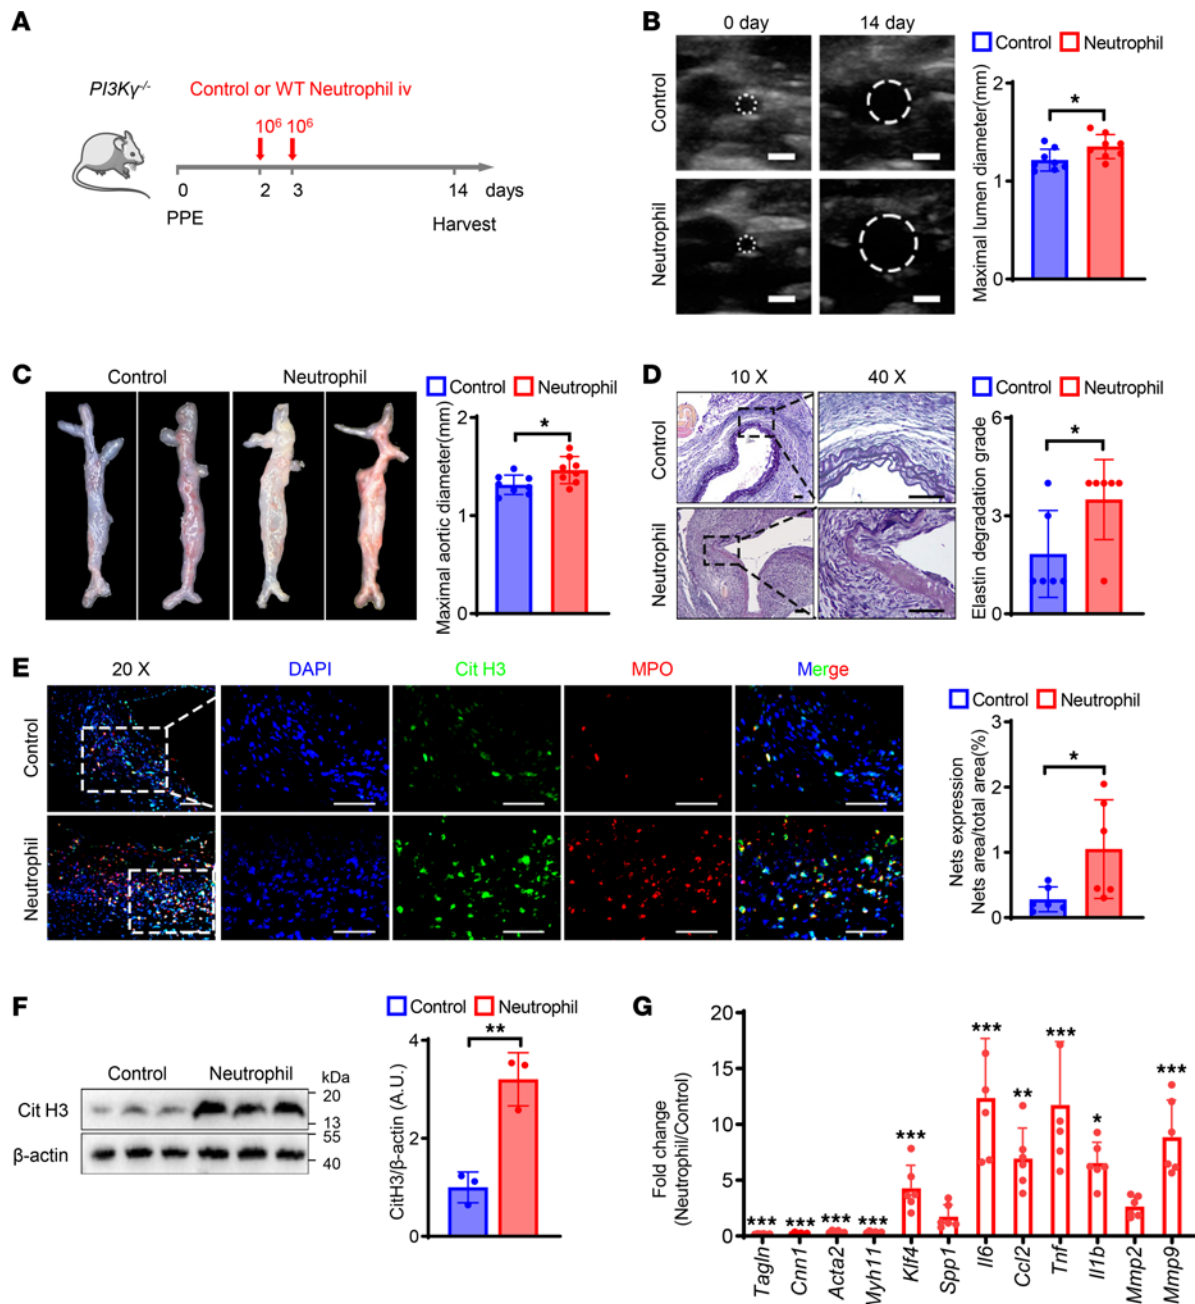 A
PI3Kγ-/-
Control or WT Neutrophil iv
10⁶ 10⁶
0 2 3 14 days
PPE Harvest
B
0 day 14 day
Control
Neutrophil
Control Neutrophil
Maximal lumen diameter(mm)
2
1
0
*
C
Control Neutrophil
Control Neutrophil
Maximal aortic diameter(mm)
2
1
0
*
D
10 X 40 X
Control
Neutrophil
Control Neutrophil
Elastin degradation grade
6
3
0
*
E
20 X DAPI Cit H3 MPO Merge
Control
Neutrophil
Control Neutrophil
Nets expression
Nets area/total area(%)
3
2
1
0
*
F
Control Neutrophil kDa
Cit H3
20
13
β-actin
55
40
Control Neutrophil
CitH3/β-actin (A.U.)
4
2
0
**
G
Fold change
(Neutrophil/Control)
20
15
10
5
0
*** *** *** *** *** *** ** *** * ***
Tagln Cnn1 Acta2 Myh11 Klf4 Spp1 Il6 Ccl2 Tnf Il1b Mmp2 Mmp9